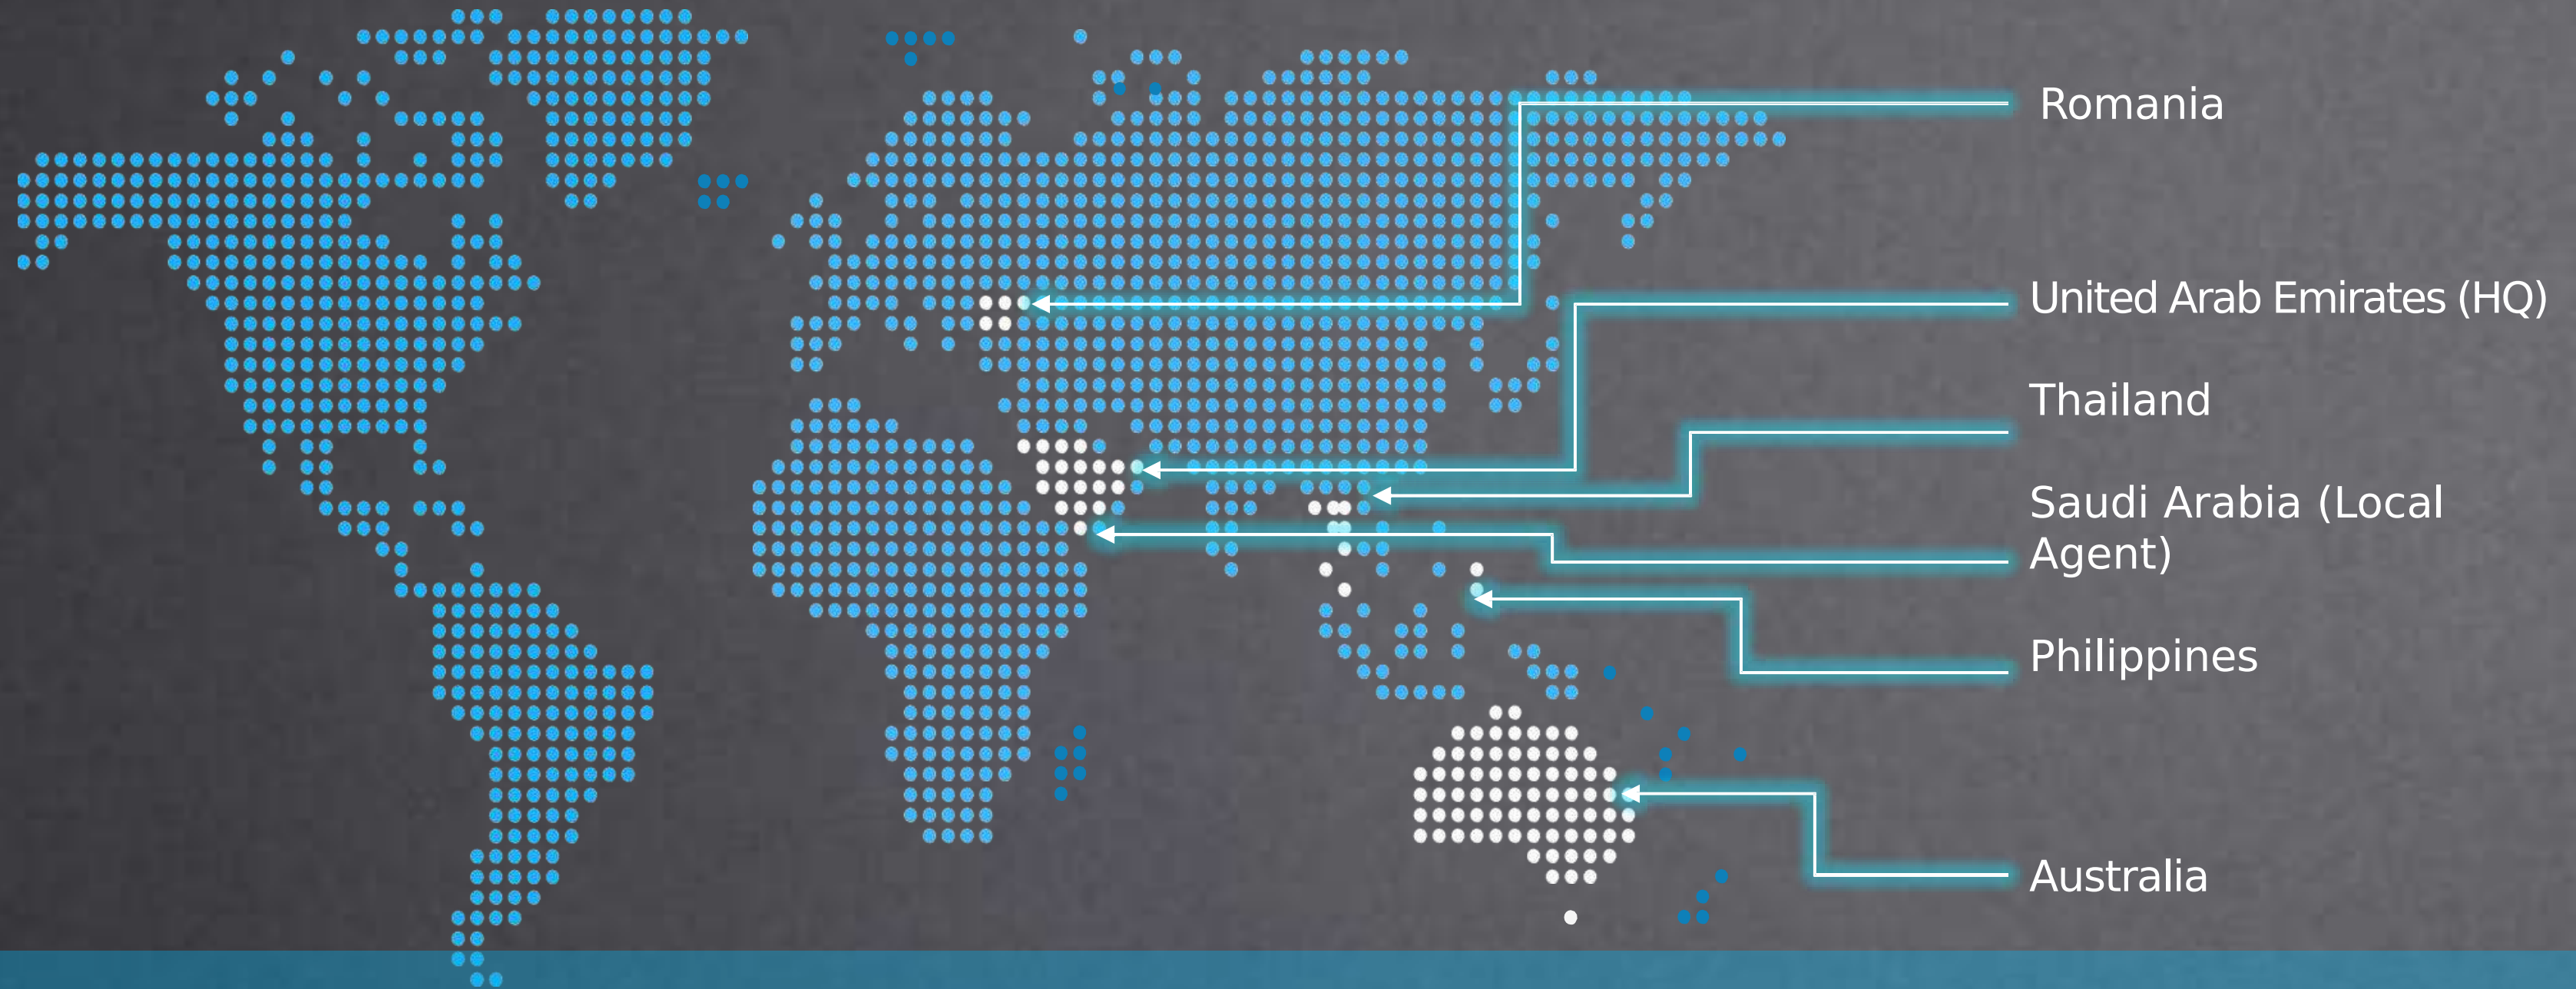 Romania
United Arab Emirates (HQ)
Thailand
Saudi Arabia (Local
Agent)
Philippines
Australia